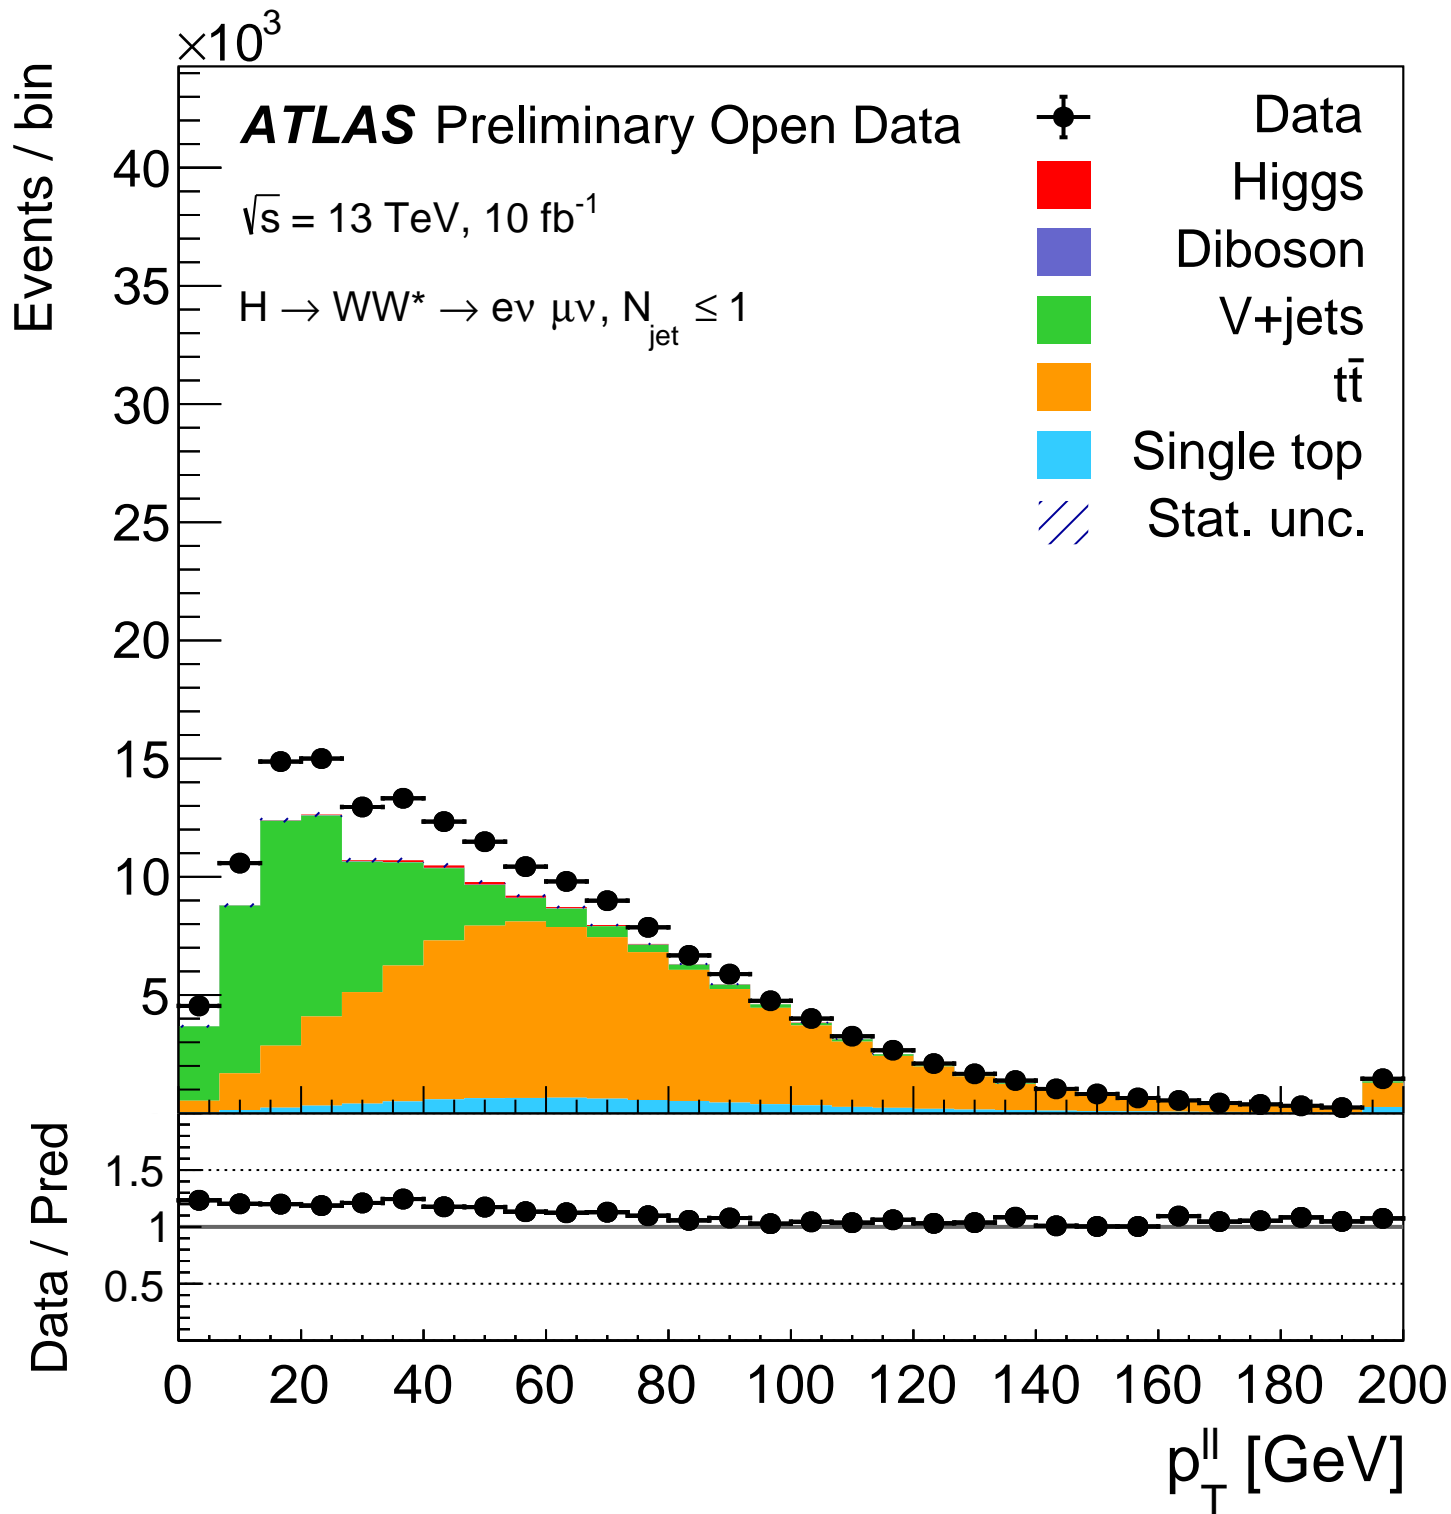 ×10³
Events / bin
ATLAS Preliminary Open Data
√s = 13 TeV, 10 fb⁻¹
H → WW* → eν μν, N_jet ≤ 1
Data
Higgs
Diboson
V+jets
tt̄
Single top
Stat. unc.
40
35
30
25
20
15
10
5
Data / Pred
1.5
1
0.5
0 20 40 60 80 100 120 140 160 180 200
p_T^ll [GeV]